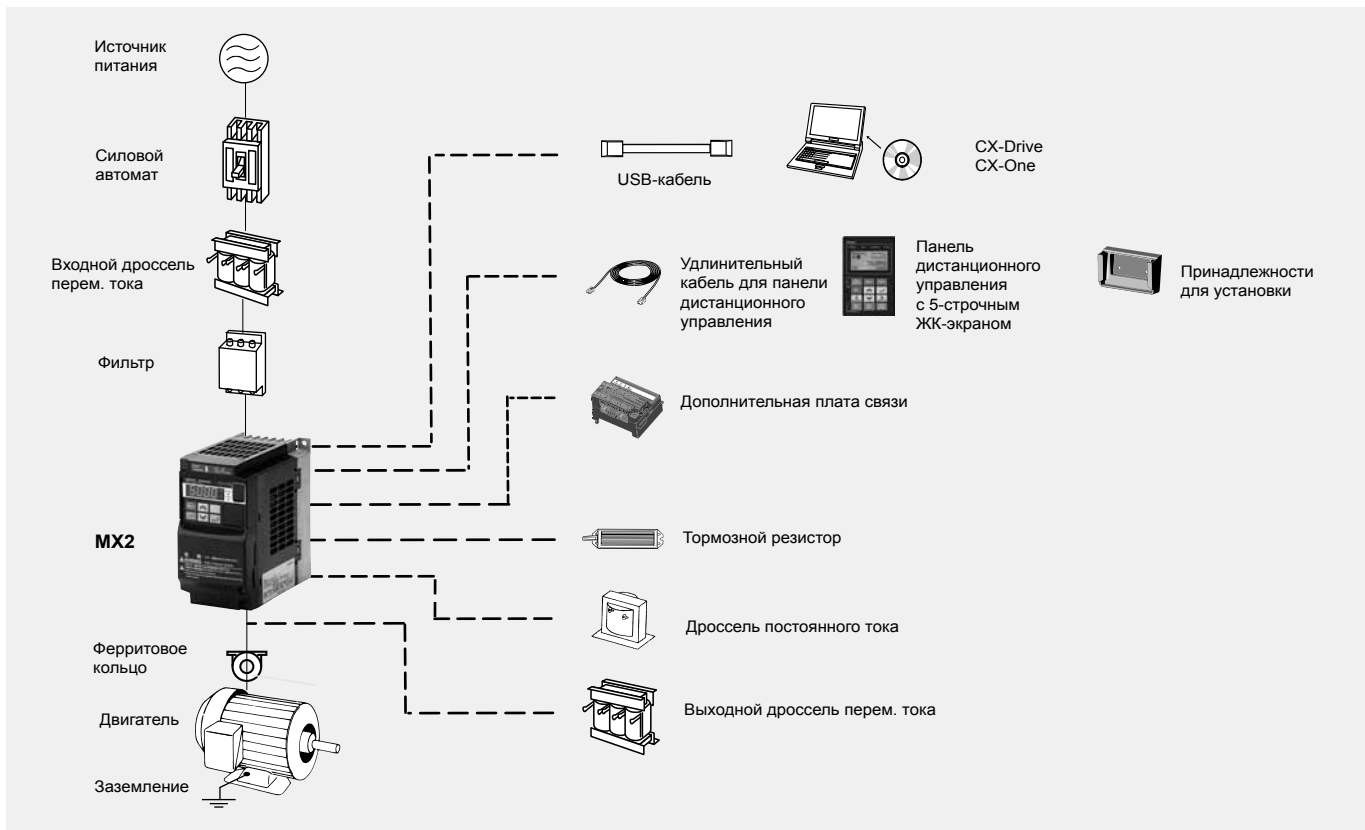 Источник
питания
Силовой
автомат
USB-кабель
CX-Drive
CX-One
Входной дроссель
перем. тока
Удлинительный
кабель для панели
дистанционного
управления
Панель
дистанционного
управления
с 5-строчным
ЖК-экраном
Принадлежности
для установки
Фильтр
Дополнительная плата связи
MX2
Тормозной резистор
Дроссель постоянного тока
Ферритовое
кольцо
Двигатель
Выходной дроссель перем. тока
Заземление